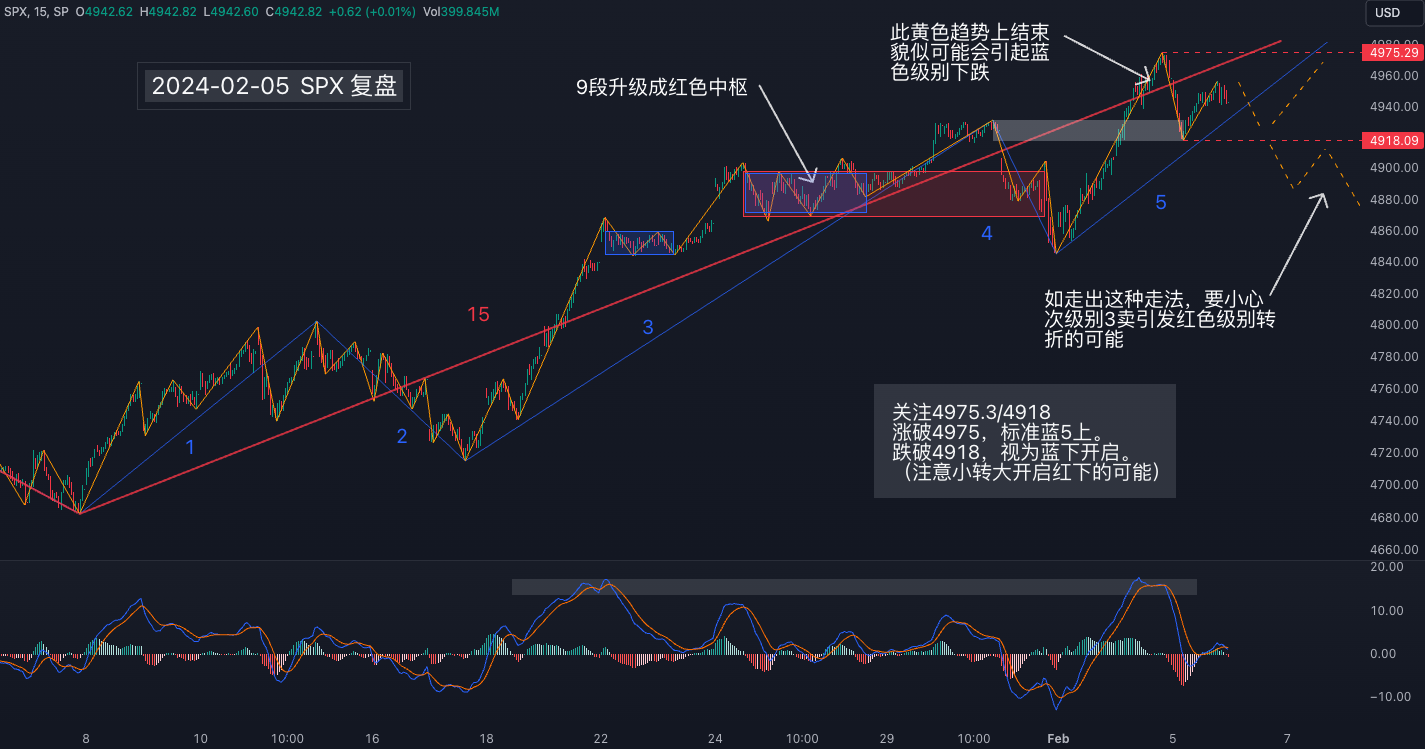 SPX, 15, SP O4942.62 H4942.82 L4942.60 C4942.82 +0.62 (+0.01%) Vol399.845M
USD
2024-02-05 SPX 复盘
9段升级成红色中枢
此黄色趋势上结束
貌似可能会引起蓝
色级别下跌
4980.00
4975.29
4960.00
4940.00
4918.09
4900.00
4880.00
4860.00
4840.00
4820.00
4800.00
4780.00
4760.00
4740.00
4720.00
4700.00
4680.00
4660.00
1
2
3
4
5
15
如走出这种走法，要小心
次级别3卖引发红色级别转
折的可能
关注4975.3/4918
涨破4975，标准蓝5上。
跌破4918，视为蓝下开启。
（注意小转大开启红下的可能）
20.00
10.00
0.00
−10.00
8 10 10:00 16 18 22 24 10:00 29 10:00 Feb 5 7